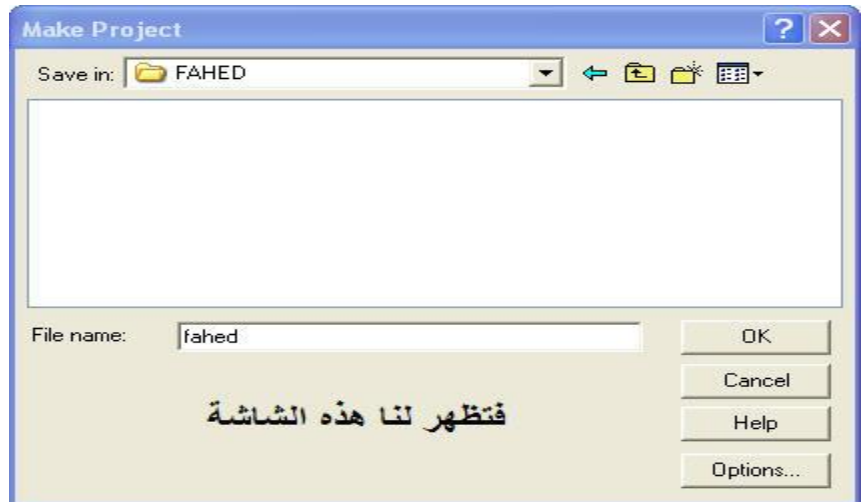 Make Project
Save in: FAHED
File name: fahed
OK
Cancel
فتظهر لنا هذه الشاشة
Help
Options...